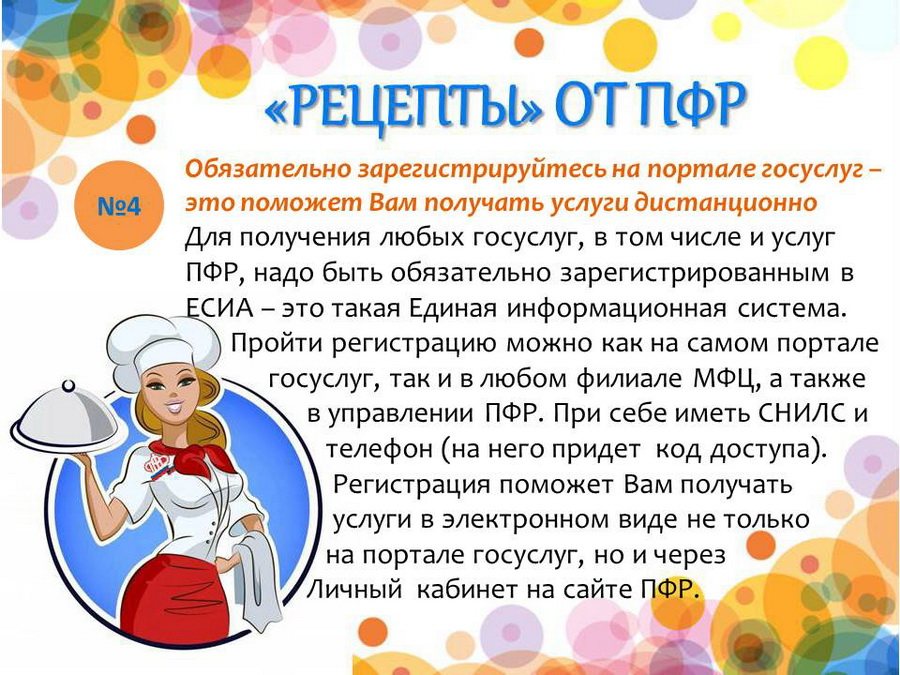 «РЕЦЕПТЫ» ОТ ПФР
№4
Обязательно зарегистрируйтесь на портале госуслуг –
это поможет Вам получать услуги дистанционно
Для получения любых госуслуг, в том числе и услуг
ПФР, надо быть обязательно зарегистрированным в
ЕСИА – это такая Единая информационная система.
Пройти регистрацию можно как на самом портале
госуслуг, так и в любом филиале МФЦ, а также
в управлении ПФР. При себе иметь СНИЛС и
телефон (на него придет код доступа).
Регистрация поможет Вам получать
услуги в электронном виде не только
на портале госуслуг, но и через
Личный кабинет на сайте ПФР.